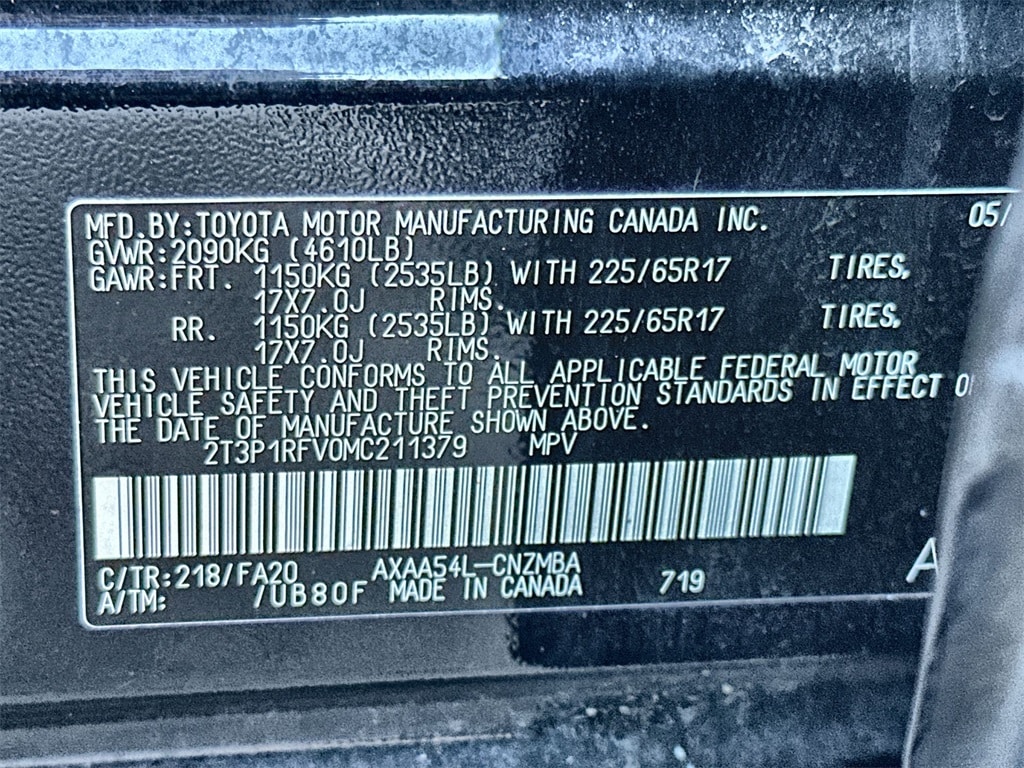 MFD.BY:TOYOTA MOTOR MANUFACTURING CANADA INC. 05/
GVWR:2090KG (4610LB)
GAWR:FRT. 1150KG (2535LB) WITH 225/65R17 TIRES,
17X7.0J RIMS.
RR. 1150KG (2535LB) WITH 225/65R17 TIRES,
17X7.0J RIMS.
THIS VEHICLE CONFORMS TO ALL APPLICABLE FEDERAL MOTOR
VEHICLE SAFETY AND THEFT PREVENTION STANDARDS IN EFFECT
THE DATE OF MANUFACTURE SHOWN ABOVE.
2T3P1RFV0MC211379 MPV
C/TR:218/FA20 AXAA54L-CNZMBA
A/TM: /UB80F MADE IN CANADA 719 A